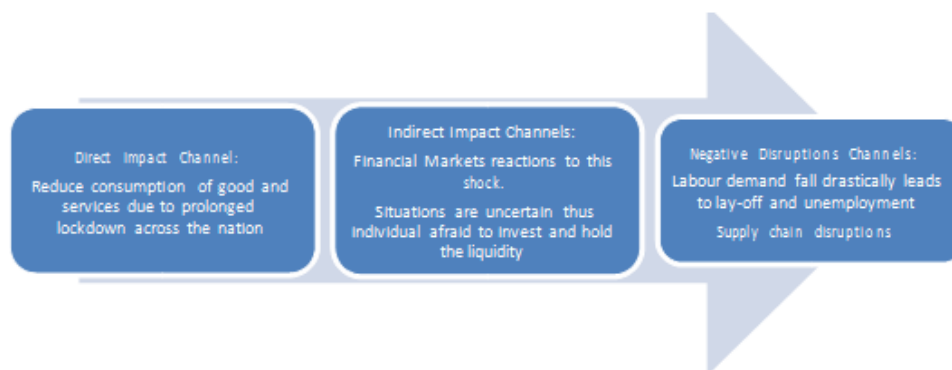 Direct Impact Channel:
Reduce consumption of good and
services due to prolonged
lockdown across the nation
Indirect Impact Channels:
Financial Markets reactions to this
shock.
Situations are uncertain thus
individual afraid to invest and hold
the liquidity
Negative Disruptions Channels:
Labour demand fall drastically leads
to lay-off and unemployment
Supply chain disruptions